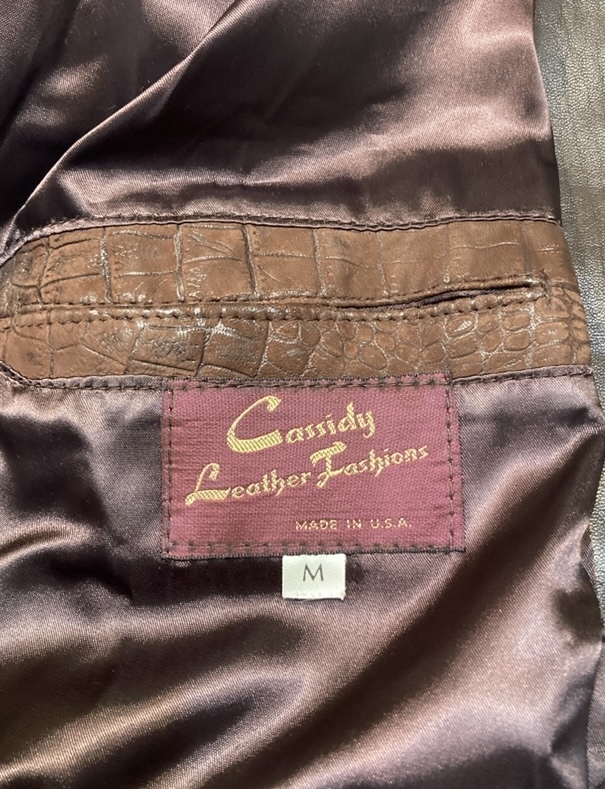 Cassidy
Leather Fashions
MADE IN U.S.A.
M